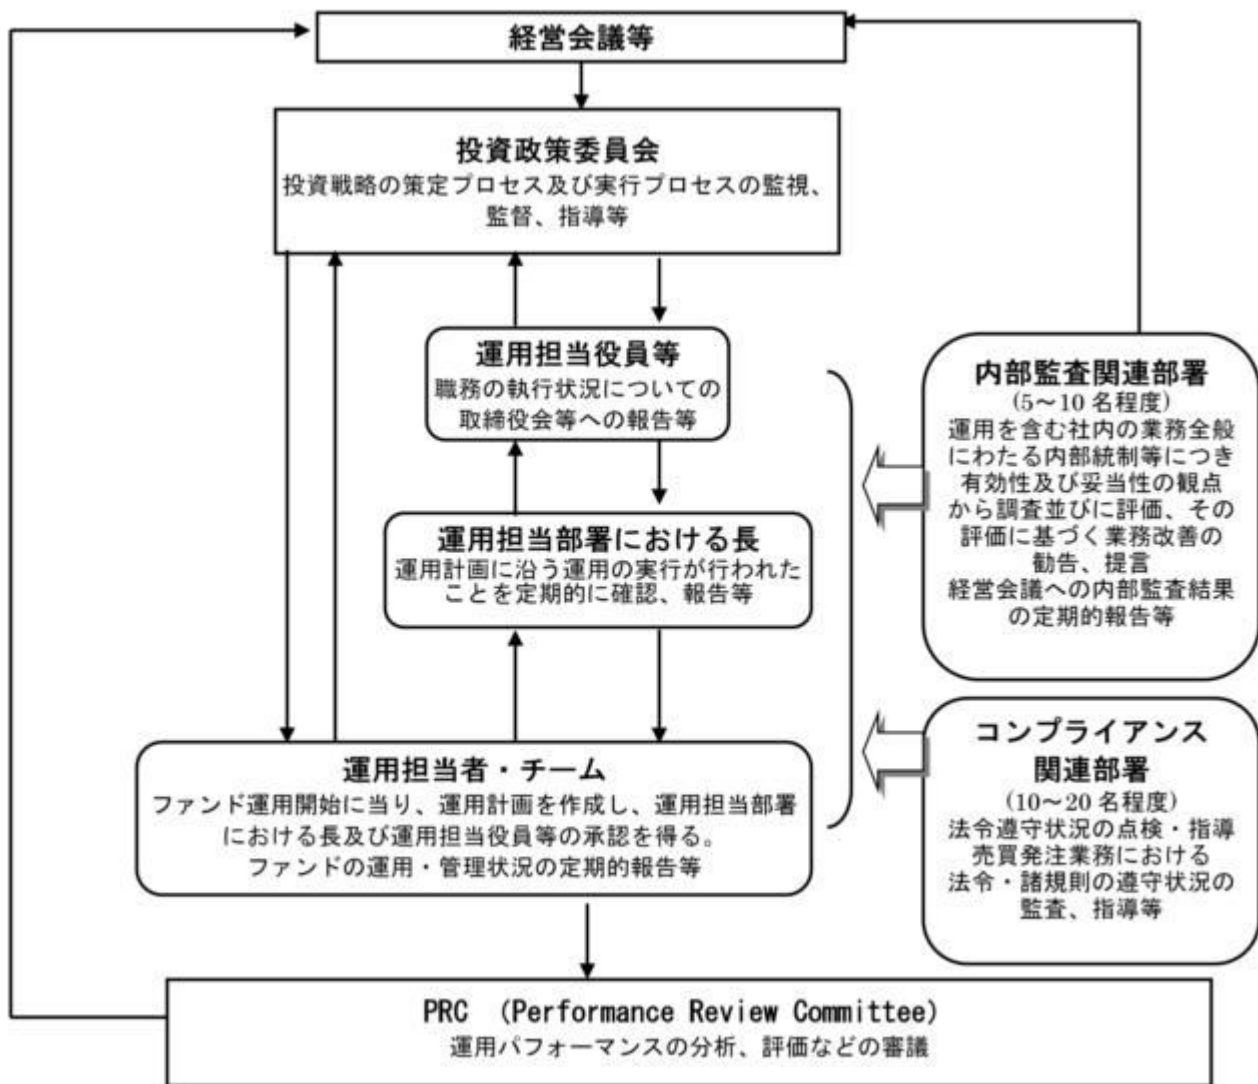 経営会議等
投資政策委員会
投資戦略の策定プロセス及び実行プロセスの監視、
監督、指導等
運用担当役員等
職務の執行状況についての
取締役会等への報告等
運用担当部署における長
運用計画に沿う運用の実行が行われた
ことを定期的に確認、報告等
運用担当者・チーム
ファンド運用開始に当り、運用計画を作成し、運用担当部署
における長及び運用担当役員等の承認を得る。
ファンドの運用・管理状況の定期的報告等
内部監査関連部署
(5～10 名程度)
運用を含む社内の業務全般
にわたる内部統制等につき
有効性及び妥当性の観点
から調査並びに評価、その
評価に基づく業務改善の
勧告、提言
経営会議への内部監査結果
の定期的報告等
コンプライアンス
関連部署
(10～20 名程度)
法令遵守状況の点検・指導
売買発注業務における
法令・諸規則の遵守状況の
監査、指導等
PRC （Performance Review Committee）
運用パフォーマンスの分析、評価などの審議